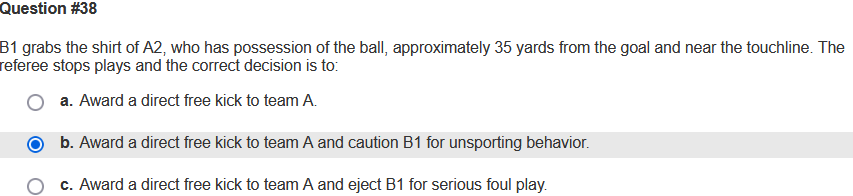 Question #38
B1 grabs the shirt of A2, who has possession of the ball, approximately 35 yards from the goal and near the touchline. The
referee stops plays and the correct decision is to:
a. Award a direct free kick to team A.
b. Award a direct free kick to team A and caution B1 for unsporting behavior.
c. Award a direct free kick to team A and eject B1 for serious foul play.